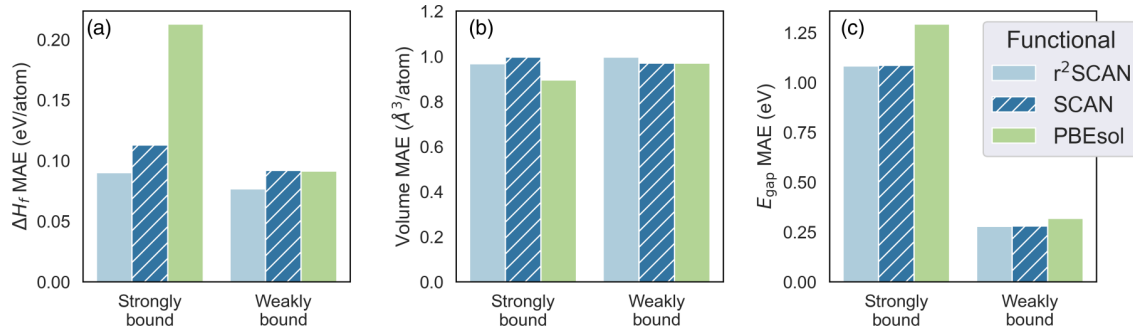 (a)
ΔH_f MAE (eV/atom)
0.20
0.15
0.10
0.05
0.00
Strongly
bound
Weakly
bound
(b)
Volume MAE (Å³/atom)
1.2
1.0
0.8
0.6
0.4
0.2
0.0
Strongly
bound
Weakly
bound
(c)
E_gap MAE (eV)
1.25
1.00
0.75
0.50
0.25
0.00
Strongly
bound
Weakly
bound
Functional
r²SCAN
SCAN
PBEsol